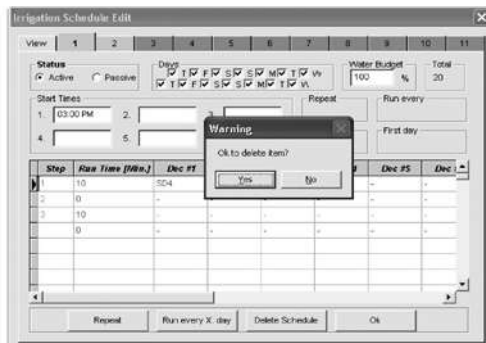 Irrigation Schedule Edit
View 1 2 3 4 5 6 7 8 9 10 11
Status Days Water Budget Total
Active Passive T F S S M T W 100 % 20
T F S S M T W
Start Times Repeat Run every
1. 03:00 PM 2. 3.
First day
4. 5.
Warning
Ok to delete item?
Yes No
Step Run Time [Min.] Dec #1 Dec #5 Dec
1 10 SD4 - -
2 0 - - - - - -
3 10 - - - - - -
0 - - - - - -
Repeat Run every X. day Delete Schedule Ok